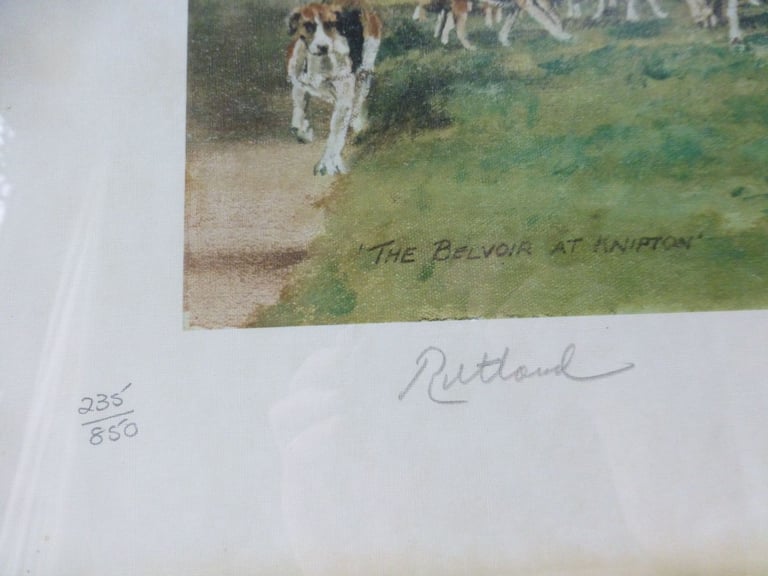 'THE BELVOIR AT KNIPTON'
Rutland
235
850